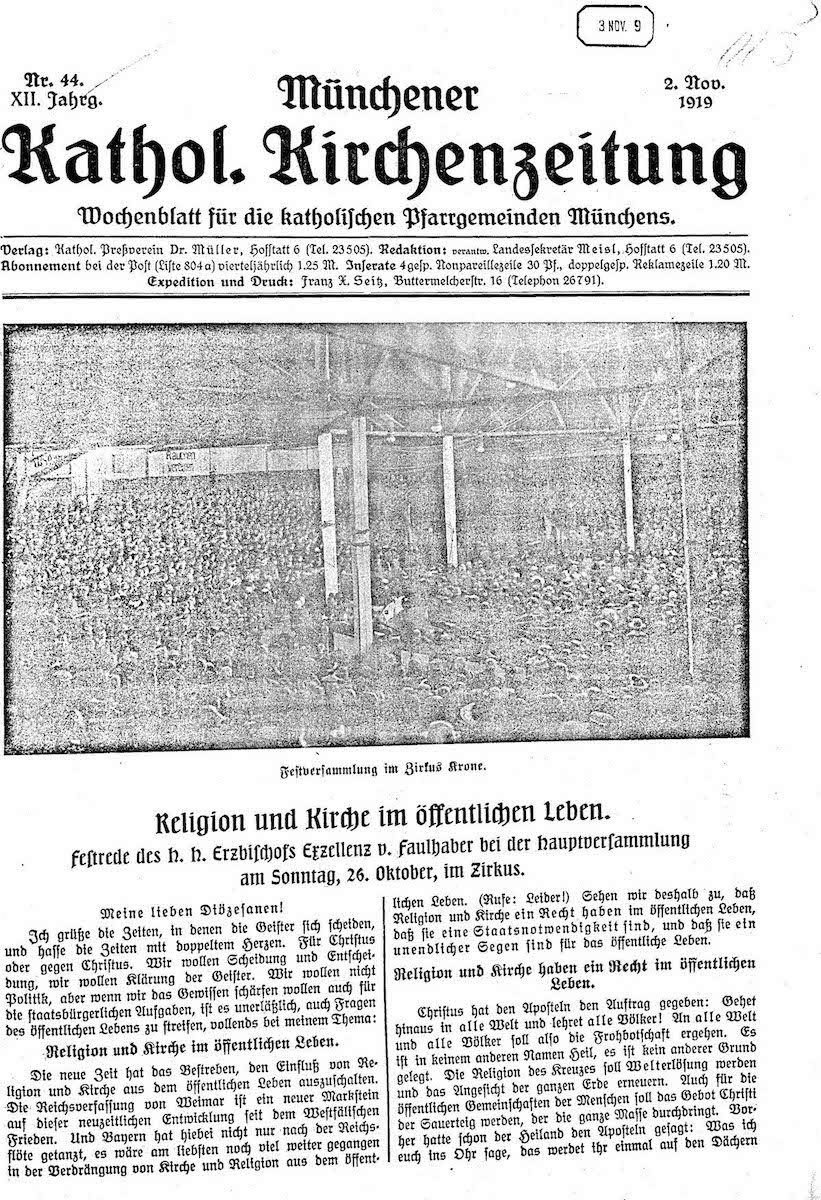 3 NOV. 9
Nr. 44.
XII. Jahrg.
Münchener
2. Nov.
1919
Kathol. Kirchenzeitung
Wochenblatt für die katholischen Pfarrgemeinden Münchens.
Verlag: Kathol. Preßverein Dr. Müller, Hofstatt 6 (Tel. 23505). Redaktion: verantw. Landessekretär Meisl, Hofstatt 6 (Tel. 23505).
Abonnement bei der Post (Liste 804a) vierteljährlich 1.25 M. Inserate 4gesp. Nonpareillezeile 30 Pf., doppelgesp. Reklamezeile 1.20 M.
Expedition und Druck: Franz X. Seitz, Buttermelcherstr. 16 (Telephon 26791).
Rauchen
verboten
Festversammlung im Zirkus Krone.
Religion und Kirche im öffentlichen Leben.
Festrede des H. H. Erzbischofs Exzellenz v. Faulhaber bei der Hauptversammlung
am Sonntag, 26. Oktober, im Zirkus.
Meine lieben Diözesanen!
Ich grüße die Zeiten, in denen die Geister sich scheiden,
und hasse die Zeiten mit doppeltem Herzen. Für Christus
oder gegen Christus. Wir wollen Scheidung und Entschei-
dung, wir wollen Klärung der Geister. Wir wollen nicht
Politik, aber wenn wir das Gewissen schärfen wollen auch für
die staatsbürgerlichen Aufgaben, ist es unerläßlich, auch Fragen
des öffentlichen Lebens zu streifen, vollends bei meinem Thema:
Religion und Kirche im öffentlichen Leben.
Die neue Zeit hat das Bestreben, den Einfluß von Re-
ligion und Kirche aus dem öffentlichen Leben auszuschalten.
Die Reichsverfassung von Weimar ist ein neuer Markstein
auf dieser neuzeitlichen Entwicklung seit dem Westfälischen
Frieden. Und Bayern hat hiebei nicht nur nach der Reichs-
flöte getanzt, es wäre am liebsten noch viel weiter gegangen
in der Verdrängung von Kirche und Religion aus dem öffent-
lichen Leben. (Rufe: Leider!) Sehen wir deshalb zu, daß
Religion und Kirche ein Recht haben im öffentlichen Leben,
daß sie eine Staatsnotwendigkeit sind, und daß sie ein
unendlicher Segen sind für das öffentliche Leben.
Religion und Kirche haben ein Recht im öffentlichen
Leben.
Christus hat den Aposteln den Auftrag gegeben: Gehet
hinaus in alle Welt und lehret alle Völker! An alle Welt
und alle Völker soll also die Frohbotschaft ergehen. Es
ist in keinem anderen Namen Heil, es ist kein anderer Grund
gelegt. Die Religion des Kreuzes soll Welterlösung werden
und das Angesicht der ganzen Erde erneuern. Auch für die
öffentlichen Gemeinschaften der Menschen soll das Gebot Christi
der Sauerteig werden, der die ganze Masse durchbringt. Vor-
her hatte schon der Heiland den Aposteln gesagt: Was ich
euch ins Ohr sage, das werdet ihr einmal auf den Dächern